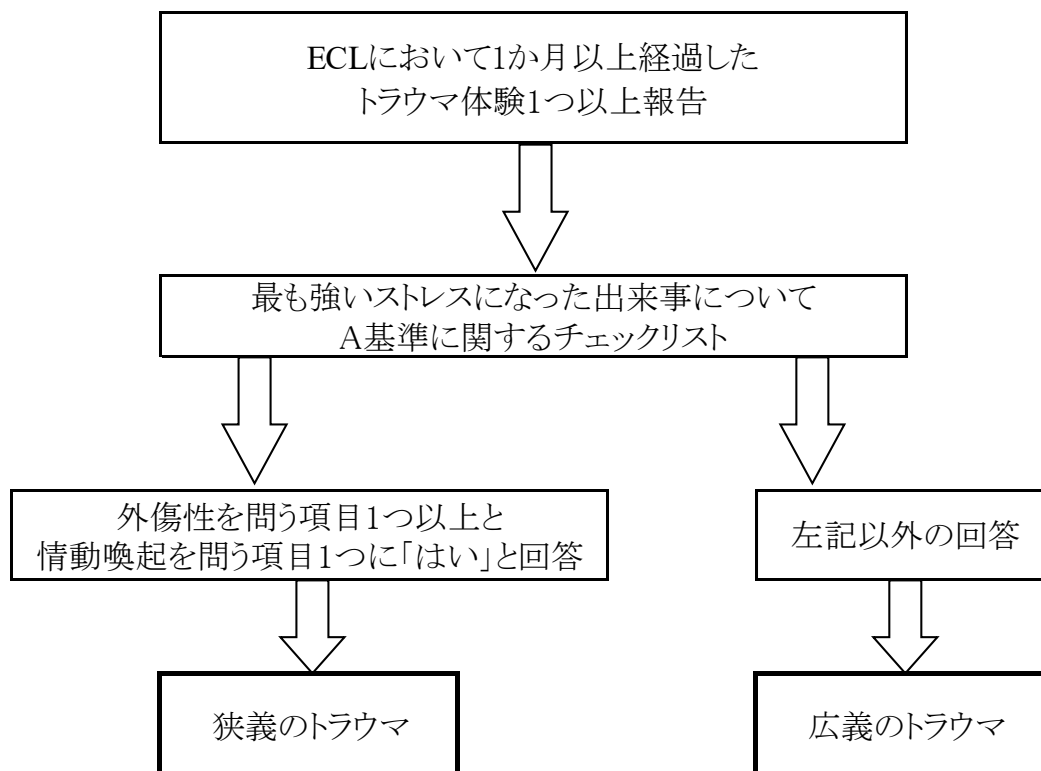 ECLにおいて1か月以上経過した
トラウマ体験1つ以上報告
最も強いストレスになった出来事について
A基準に関するチェックリスト
外傷性を問う項目1つ以上と
情動喚起を問う項目1つに「はい」と回答
左記以外の回答
狭義のトラウマ
広義のトラウマ